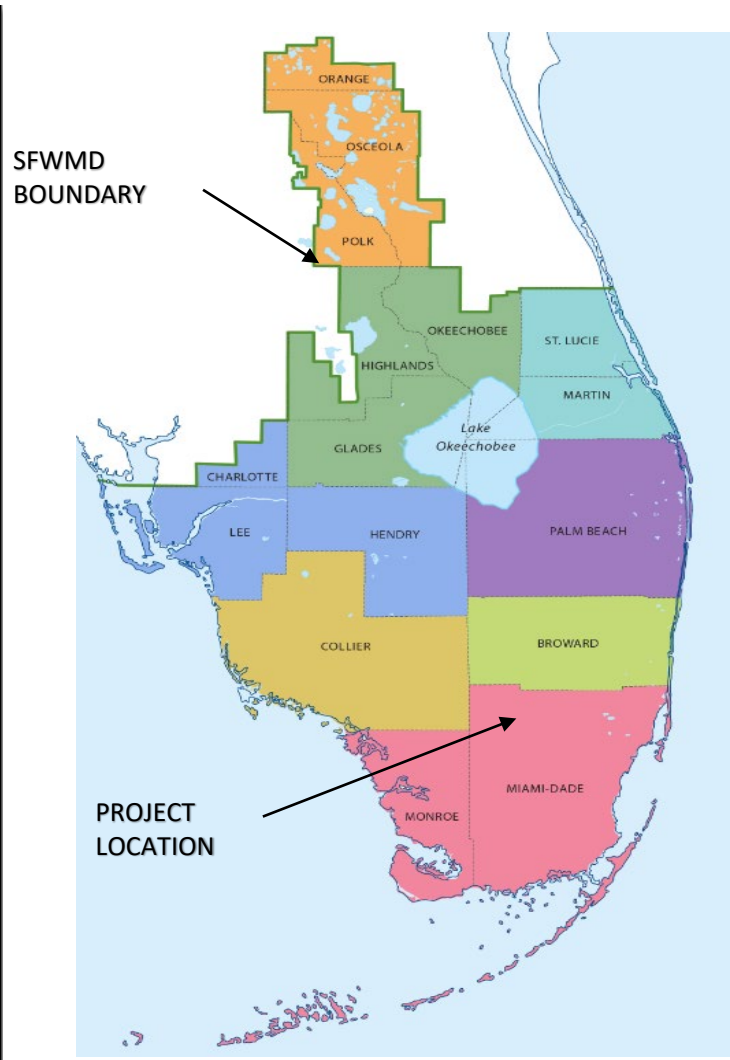 ORANGE
OSCEOLA
SFWMD
BOUNDARY
POLK
OKEECHOBEE
ST. LUCIE
HIGHLANDS
MARTIN
Lake
Okeechobee
GLADES
CHARLOTTE
LEE
HENDRY
PALM BEACH
COLLIER
BROWARD
MIAMI-DADE
PROJECT
LOCATION
MONROE